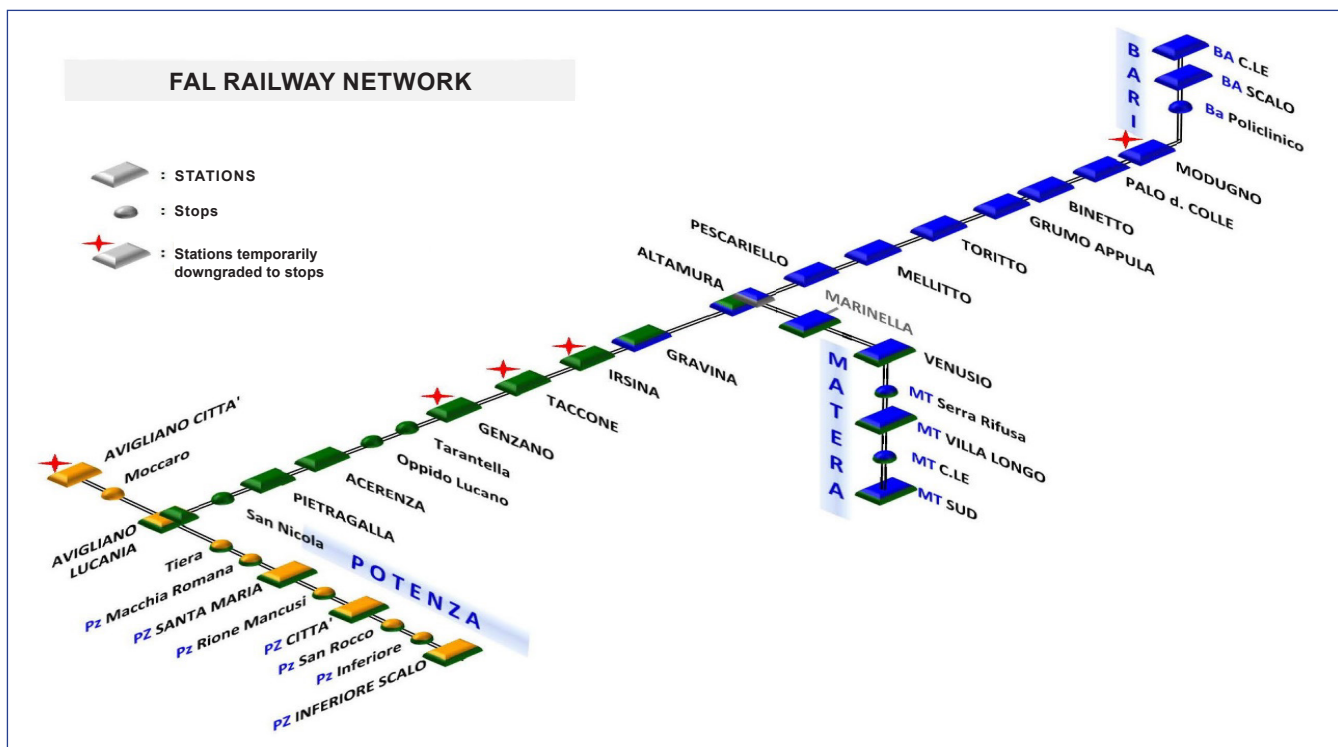 FAL RAILWAY NETWORK
: STATIONS
: Stops
: Stations temporarily
downgraded to stops
BARI
BA C.LE
BA SCALO
Ba Policlinico
MODUGNO
PALO d. COLLE
BINETTO
GRUMO APPULA
TORITTO
MELLITTO
PESCARIELLO
ALTAMURA
MARINELLA
VENUSIO
MATERA
MT Serra Rifusa
MT VILLA LONGO
MT C.LE
MT SUD
GRAVINA
IRSINA
TACCONE
GENZANO
Tarantella
Oppido Lucano
ACERENZA
PIETRAGALLA
San Nicola
AVIGLIANO CITTA'
Moccaro
AVIGLIANO
LUCANIA
POTENZA
Tiera
Pz Macchia Romana
PZ SANTA MARIA
Pz Rione Mancusi
PZ CITTA'
Pz San Rocco
Pz Inferiore
PZ INFERIORE SCALO